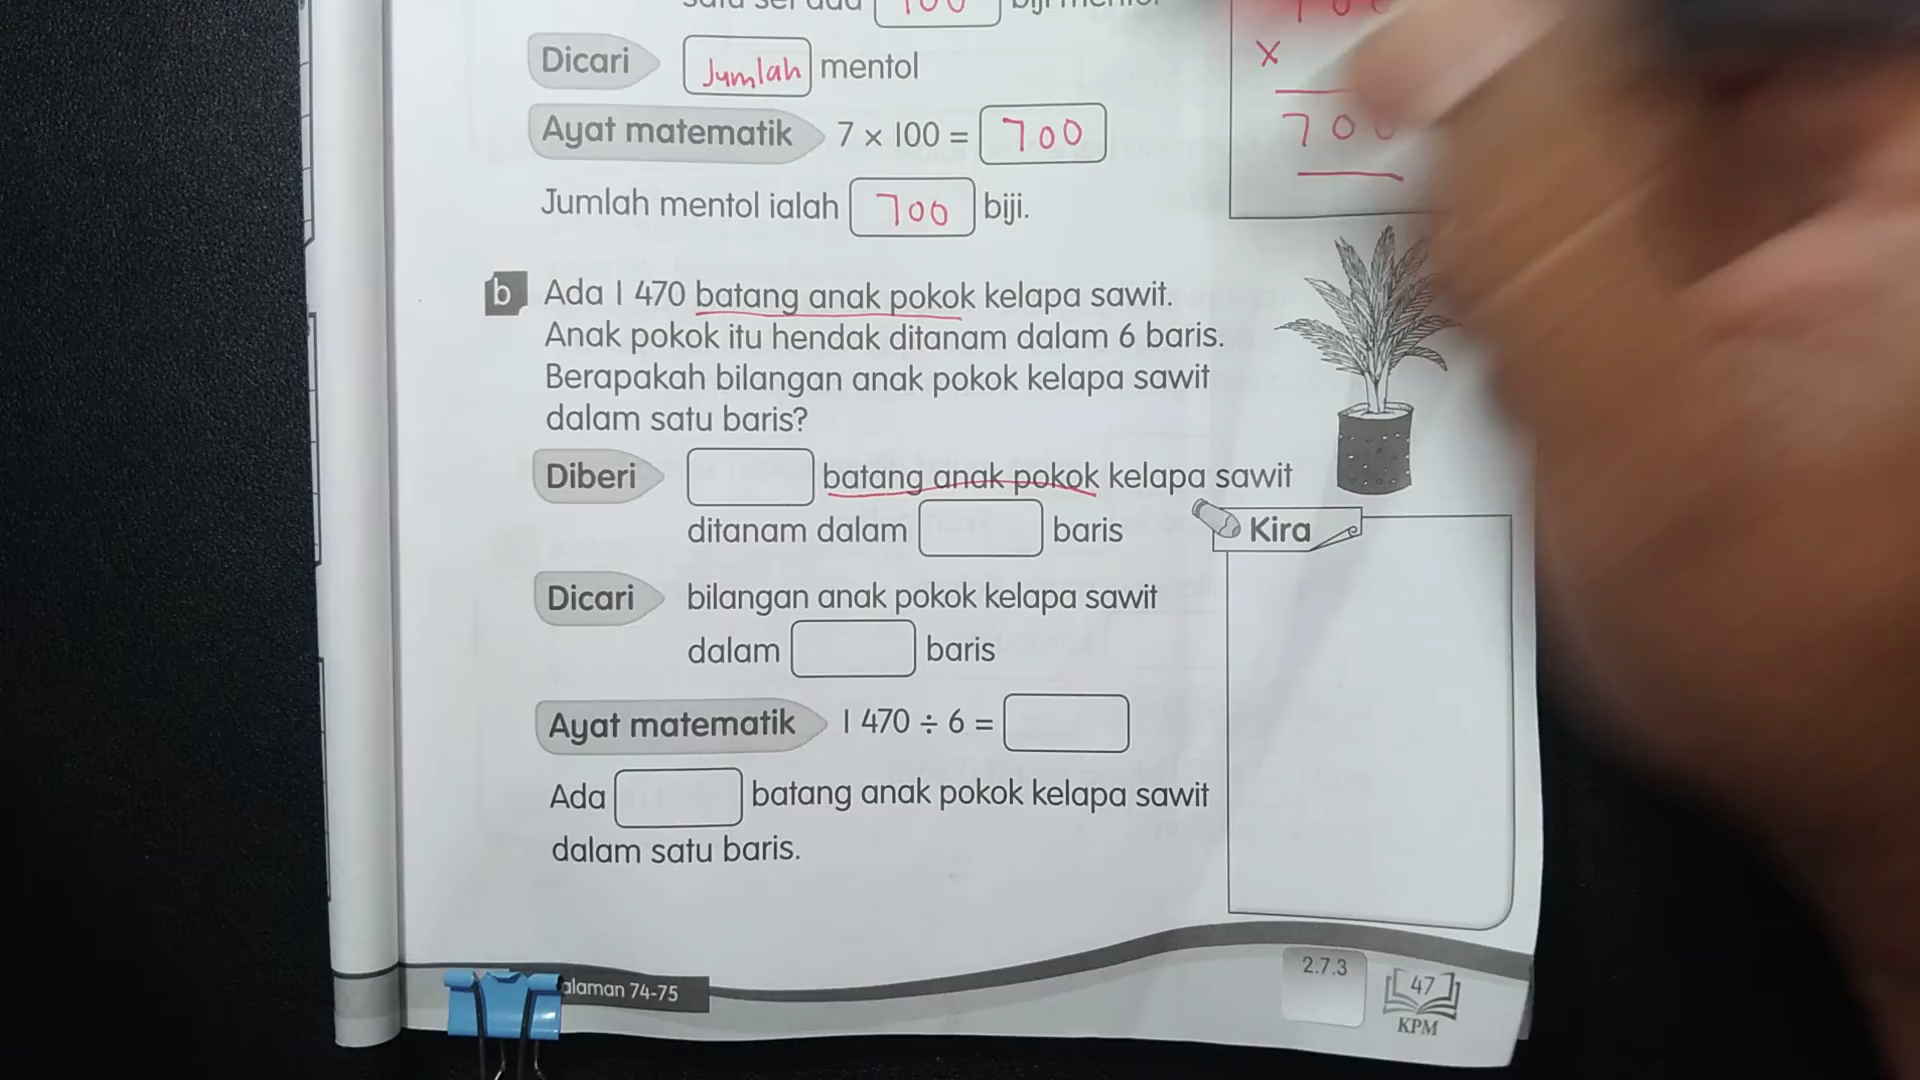 100
Dicari Jumlah mentol
×
Ayat matematik 7 × 100 = 700
700
Jumlah mentol ialah 700 biji.
b Ada 1 470 batang anak pokok kelapa sawit.
Anak pokok itu hendak ditanam dalam 6 baris.
Berapakah bilangan anak pokok kelapa sawit
dalam satu baris?
Diberi batang anak pokok kelapa sawit
ditanam dalam baris
Kira
Dicari bilangan anak pokok kelapa sawit
dalam baris
Ayat matematik 1 470 ÷ 6 =
Ada batang anak pokok kelapa sawit
dalam satu baris.
alaman 74-75
2.7.3
47
KPM